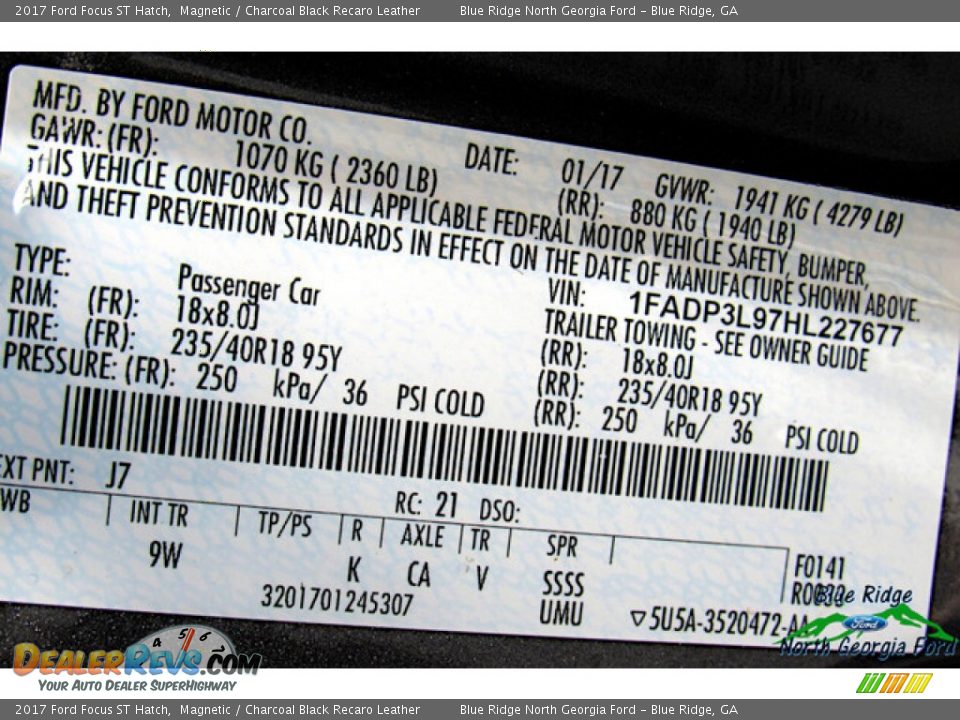 2017 Ford Focus ST Hatch, Magnetic / Charcoal Black Recaro Leather Blue Ridge North Georgia Ford - Blue Ridge, GA
MFD. BY FORD MOTOR CO.
DATE: 01/17 GVWR: 1941 KG ( 4279 LB)
GAWR: (FR): 1070 KG ( 2360 LB) (RR): 880 KG ( 1940 LB)
THIS VEHICLE CONFORMS TO ALL APPLICABLE FEDERAL MOTOR VEHICLE SAFETY, BUMPER,
AND THEFT PREVENTION STANDARDS IN EFFECT ON THE DATE OF MANUFACTURE SHOWN ABOVE.
VIN: 1FADP3L97HL227677
TYPE: Passenger Car TRAILER TOWING - SEE OWNER GUIDE
RIM: (FR): 18x8.0J (RR): 18x8.0J
TIRE: (FR): 235/40R18 95Y (RR): 235/40R18 95Y
PRESSURE: (FR): 250 kPa/ 36 PSI COLD (RR): 250 kPa/ 36 PSI COLD
EXT PNT: J7 RC: 21 DSO:
WB INT TR TP/PS R AXLE TR SPR
9W K CA V SSSS
F0141
3201701245307 UMU
▽5U5A-3520472-AA
Blue Ridge
Ford
North Georgia Ford
4 5 6
DEALERREVS.COM
YOUR AUTO DEALER SUPERHIGHWAY
2017 Ford Focus ST Hatch, Magnetic / Charcoal Black Recaro Leather Blue Ridge North Georgia Ford - Blue Ridge, GA